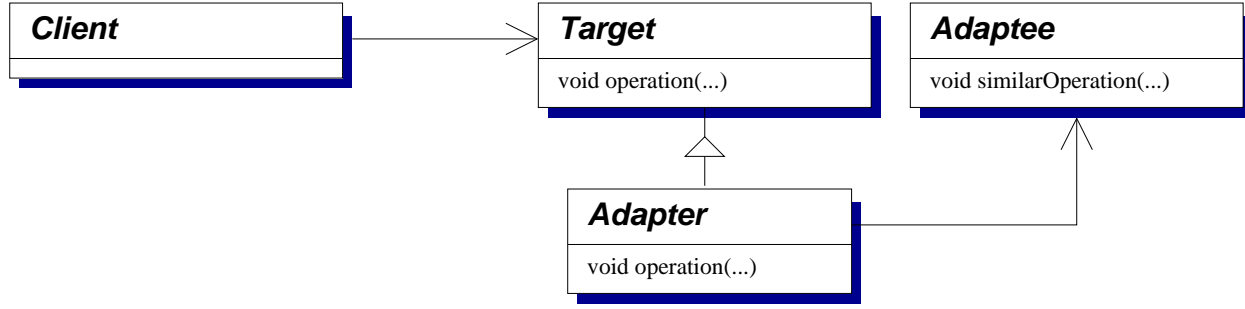 Client
Target
void operation(...)
Adaptee
void similarOperation(...)
Adapter
void operation(...)